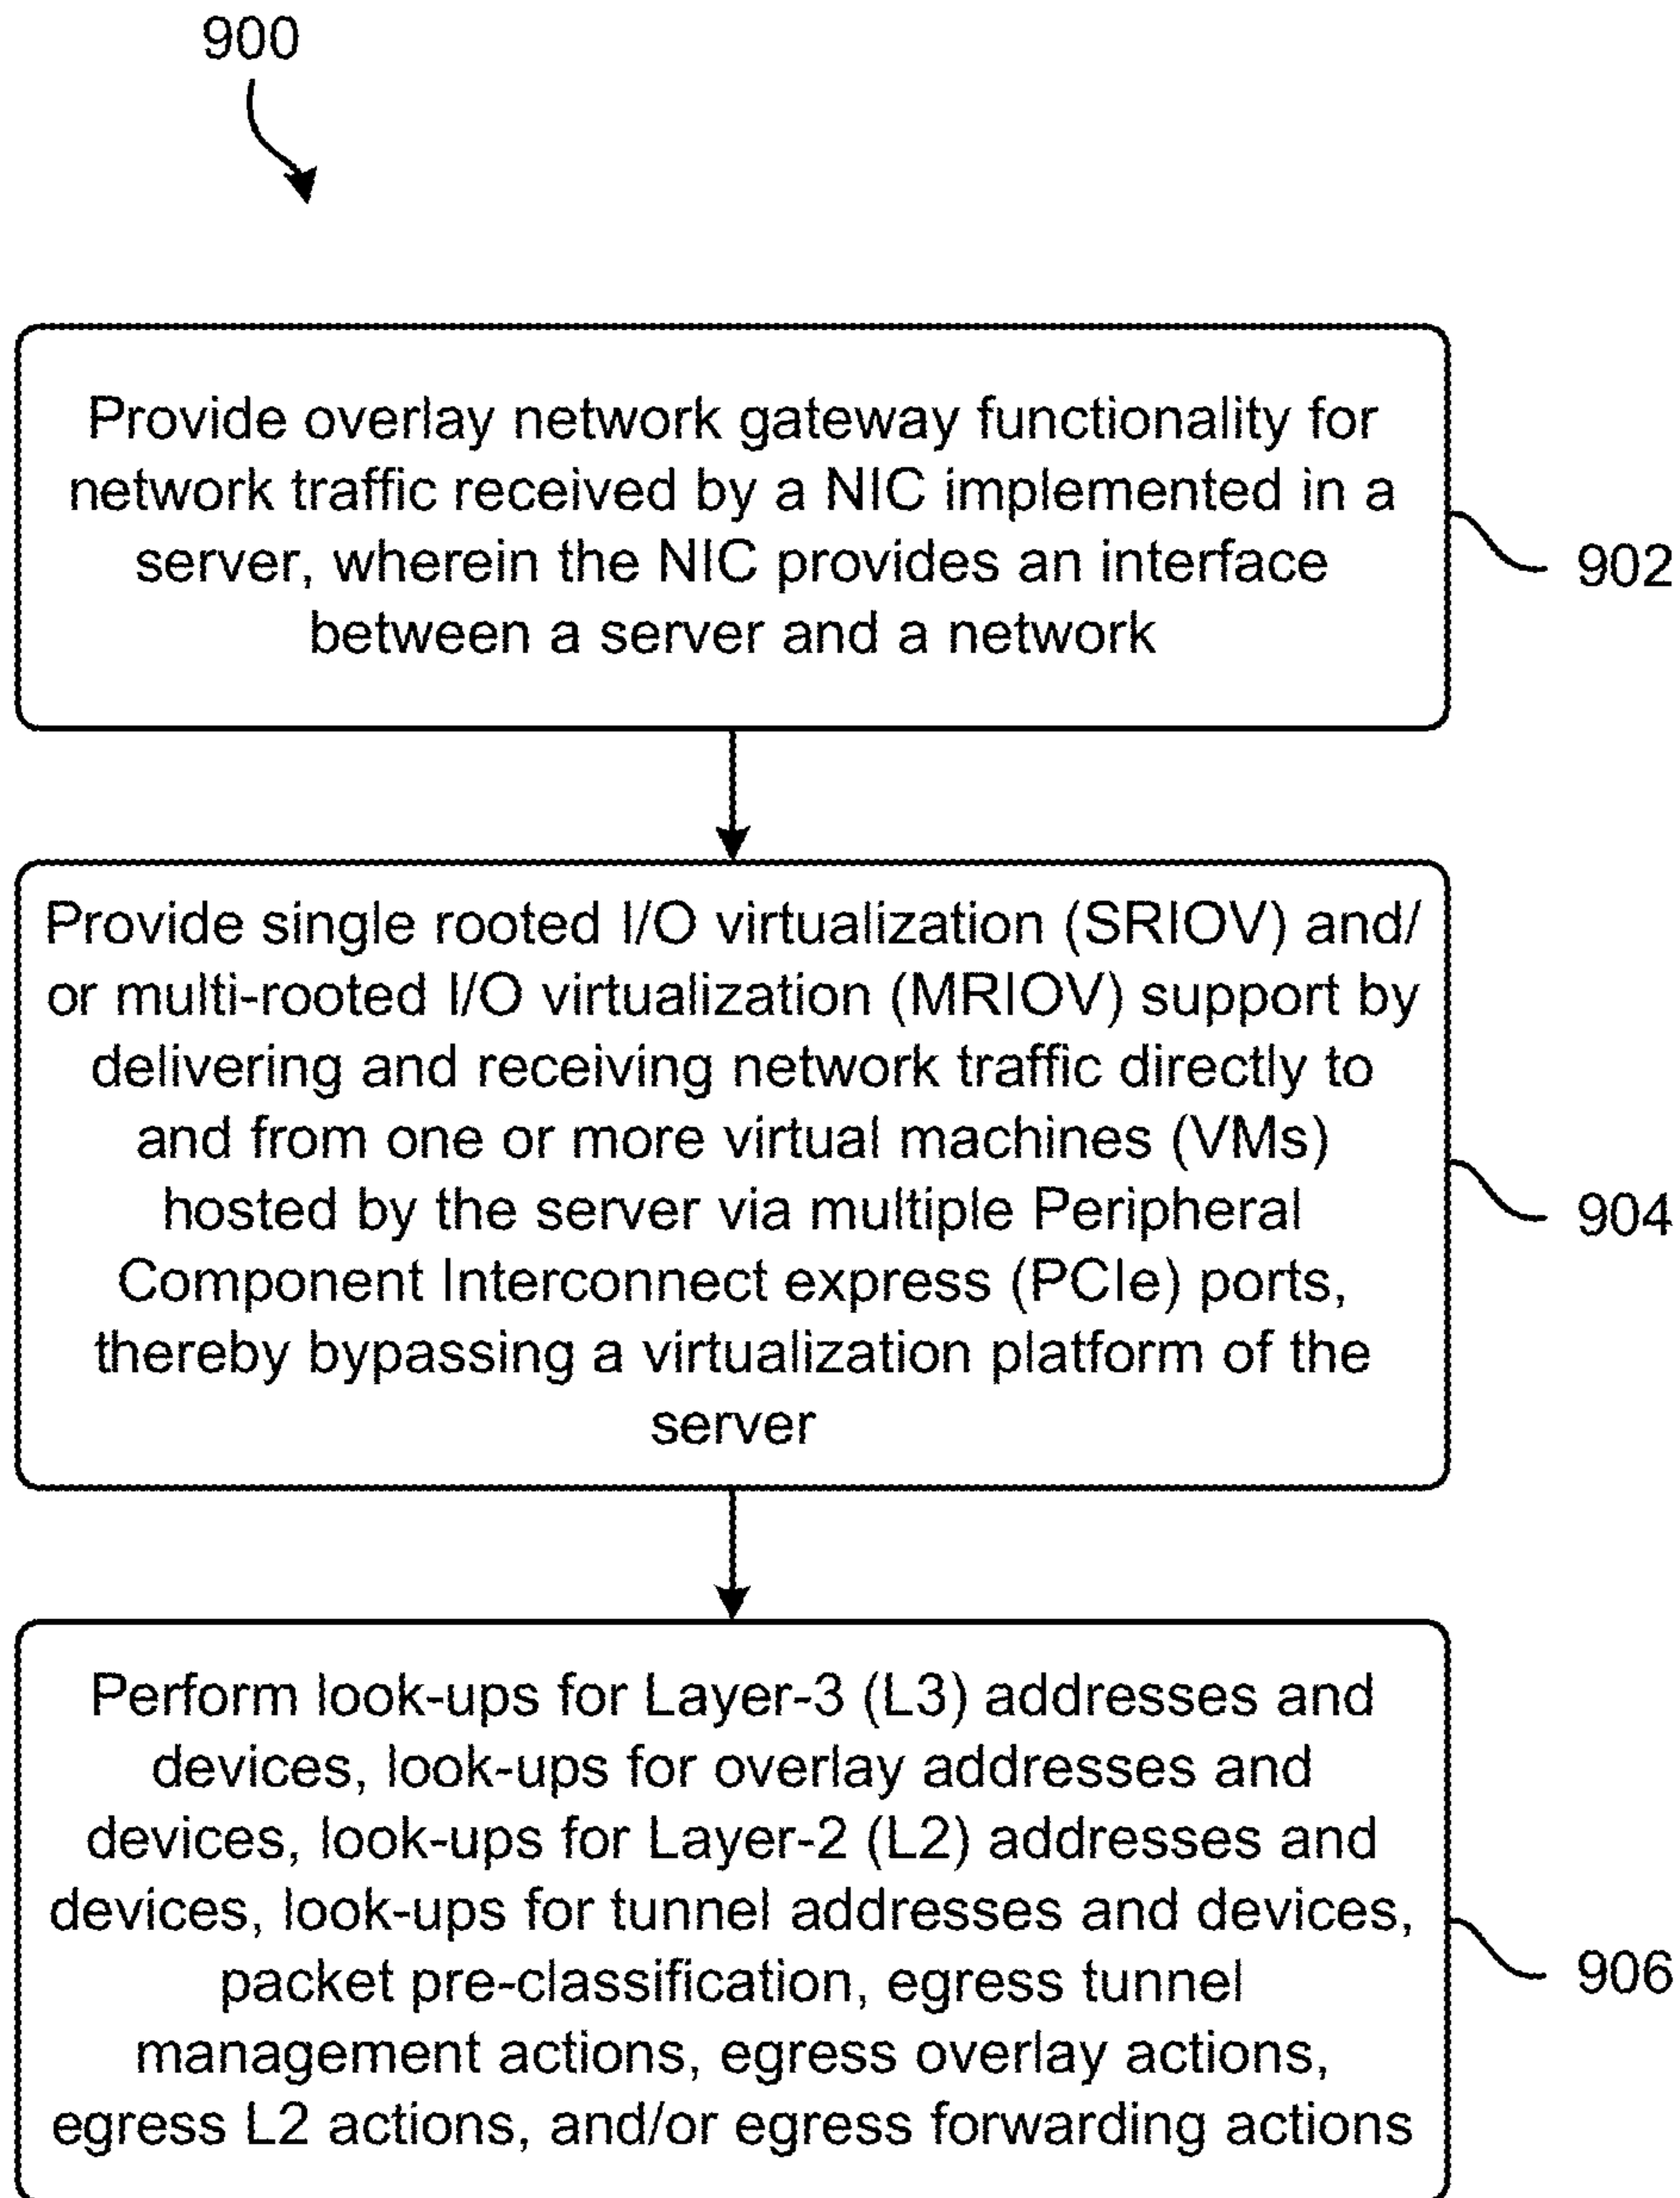 900
Provide overlay network gateway functionality for
network traffic received by a NIC implemented in a
server, wherein the NIC provides an interface
between a server and a network
902
Provide single rooted I/O virtualization (SRIOV) and/
or multi-rooted I/O virtualization (MRIOV) support by
delivering and receiving network traffic directly to
and from one or more virtual machines (VMs)
hosted by the server via multiple Peripheral
Component Interconnect express (PCIe) ports,
thereby bypassing a virtualization platform of the
server
904
Perform look-ups for Layer-3 (L3) addresses and
devices, look-ups for overlay addresses and
devices, look-ups for Layer-2 (L2) addresses and
devices, look-ups for tunnel addresses and devices,
packet pre-classification, egress tunnel
management actions, egress overlay actions,
egress L2 actions, and/or egress forwarding actions
906